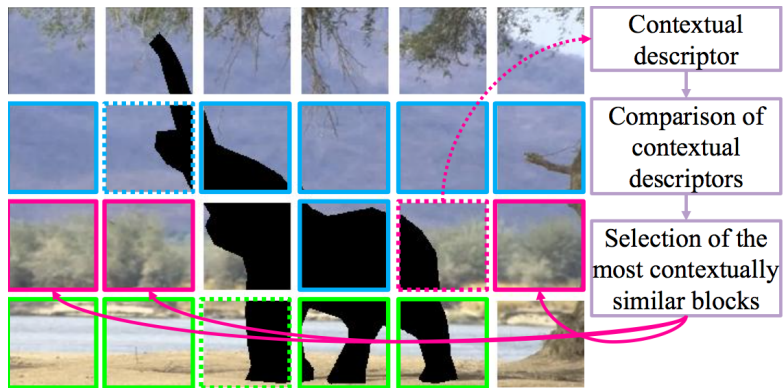 Contextual
descriptor
Comparison of
contextual
descriptors
Selection of the
most contextually
similar blocks